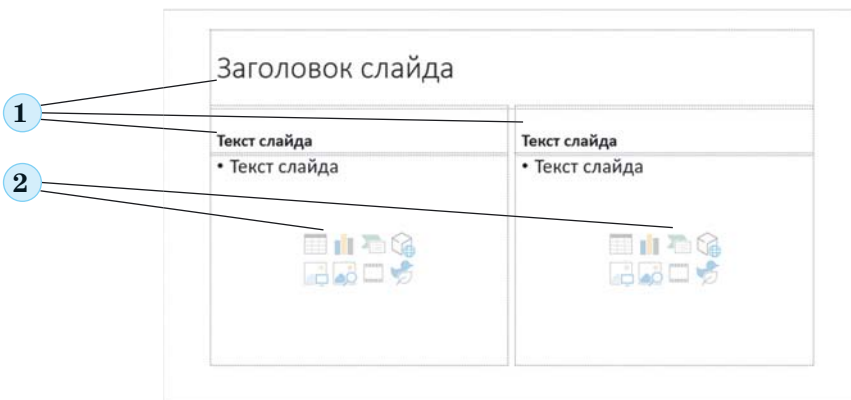 Заголовок слайда
1
Текст слайда
Текст слайда
2
• Текст слайда
• Текст слайда